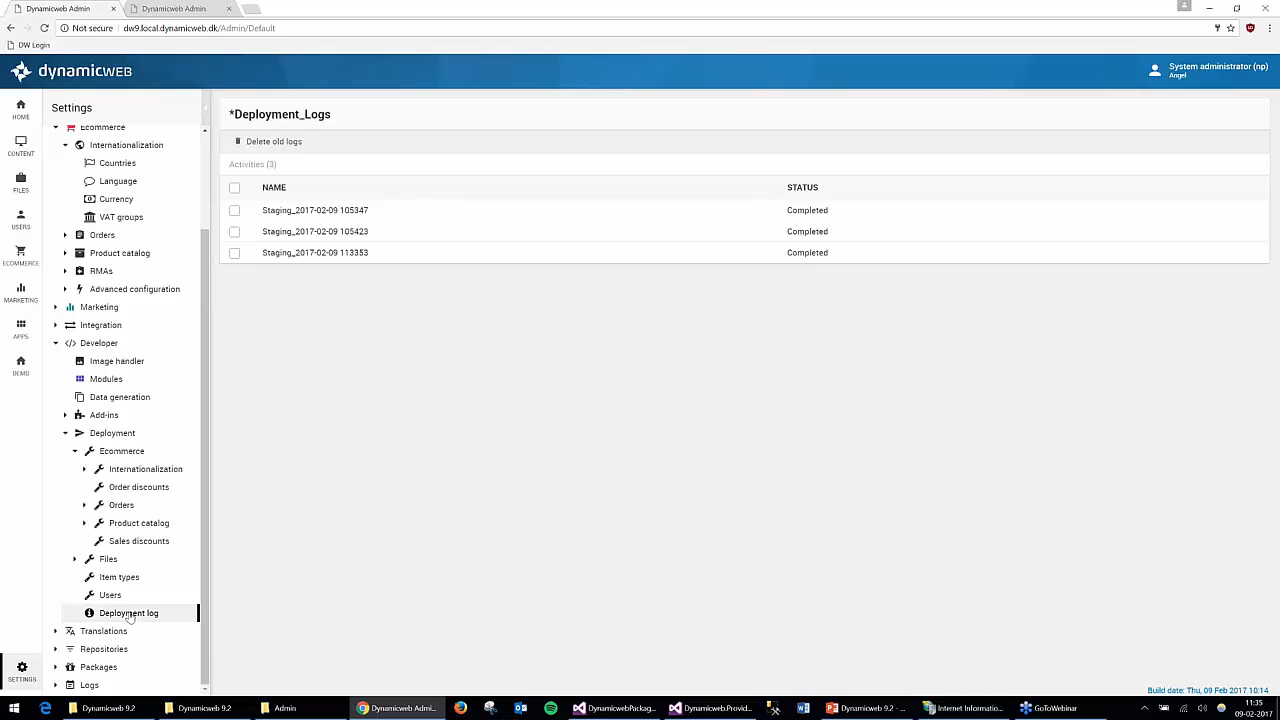 Dynamicweb Admin
Dynamicweb Admin
Not secure
dw9.local.dynamicweb.dk/Admin/Default
DW Login
dynamicWEB
System administrator (np)
Angel
HOME
CONTENT
FILES
USERS
ECOMMERCE
MARKETING
APPS
DEMO
SETTINGS
Settings
Ecommerce
Internationalization
Countries
Language
Currency
VAT groups
Orders
Product catalog
RMAs
Advanced configuration
Marketing
Integration
Developer
Image handler
Modules
Data generation
Add-ins
Deployment
Ecommerce
Internationalization
Order discounts
Orders
Product catalog
Sales discounts
Files
Item types
Users
Deployment log
Translations
Repositories
Packages
Logs
*Deployment_Logs
Delete old logs
Activities (3)
NAME STATUS
Staging_2017-02-09 105347 Completed
Staging_2017-02-09 105423 Completed
Staging_2017-02-09 113353 Completed
Build date: Thu, 09 Feb 2017 10:14
Dynamicweb 9.2
Dynamicweb 9.2
Admin
Dynamicweb Admi...
DynamicwebPackag...
Dynamicweb.Provid...
Dynamicweb 9.2 - ...
Internet Informatio...
GoToWebinar
11:35
09-02-2017